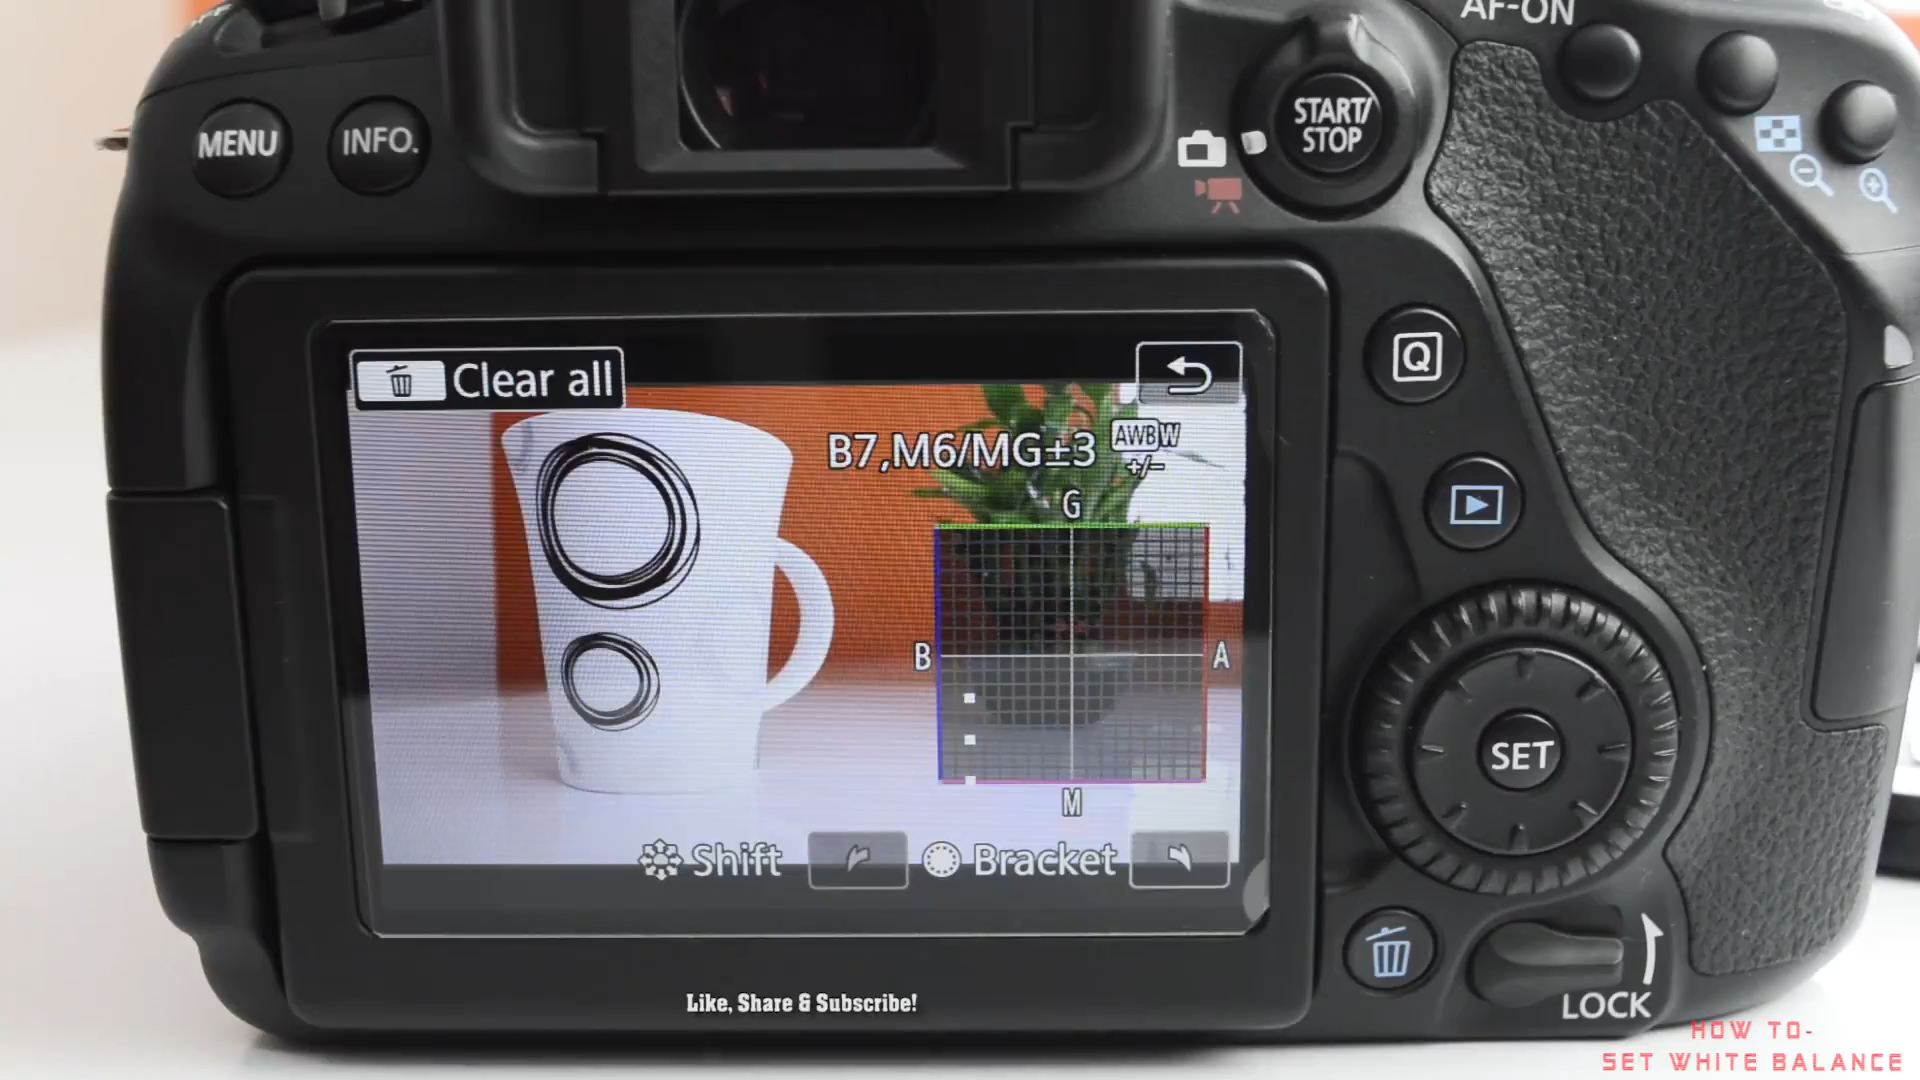 AF-ON
MENU
INFO.
START/
STOP
Q
Clear all
B7,M6/MG±3
AWBW
+/−
G
B
A
M
SET
Shift
Bracket
LOCK
Like, Share & Subscribe!
HOW TO-
SET WHITE BALANCE